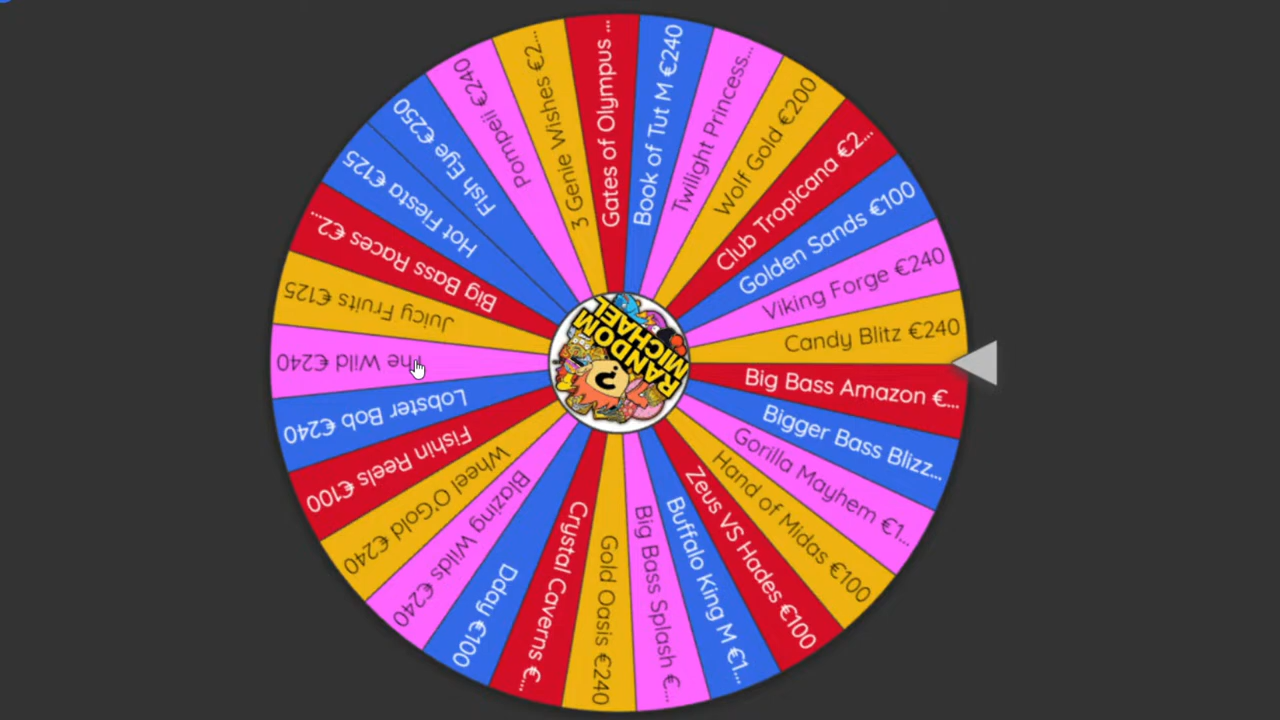 Gates of Olympus ...
Book of Tut M €240
Twilight Princess...
Wolf Gold €200
Club Tropicana €2...
Golden Sands €100
Viking Forge €240
Candy Blitz €240
Big Bass Amazon €...
Bigger Bass Blizz...
Gorilla Mayhem €1...
Hand of Midas €100
Zeus VS Hades €100
Buffalo King M €1...
Big Bass Splash €...
Gold Oasis €240
Crystal Caverns €...
Dday €100
Blazing Wilds €240
Wheel O'Gold €240
Fishin Reels €100
Lobster Bob €240
The Wild €240
Juicy Fruits €125
Big Bass Races €2...
Hot Fiesta €125
Fish Eye €250
Pompeii €240
3 Genie Wishes €2...
RANDOM
MICHAEL
?